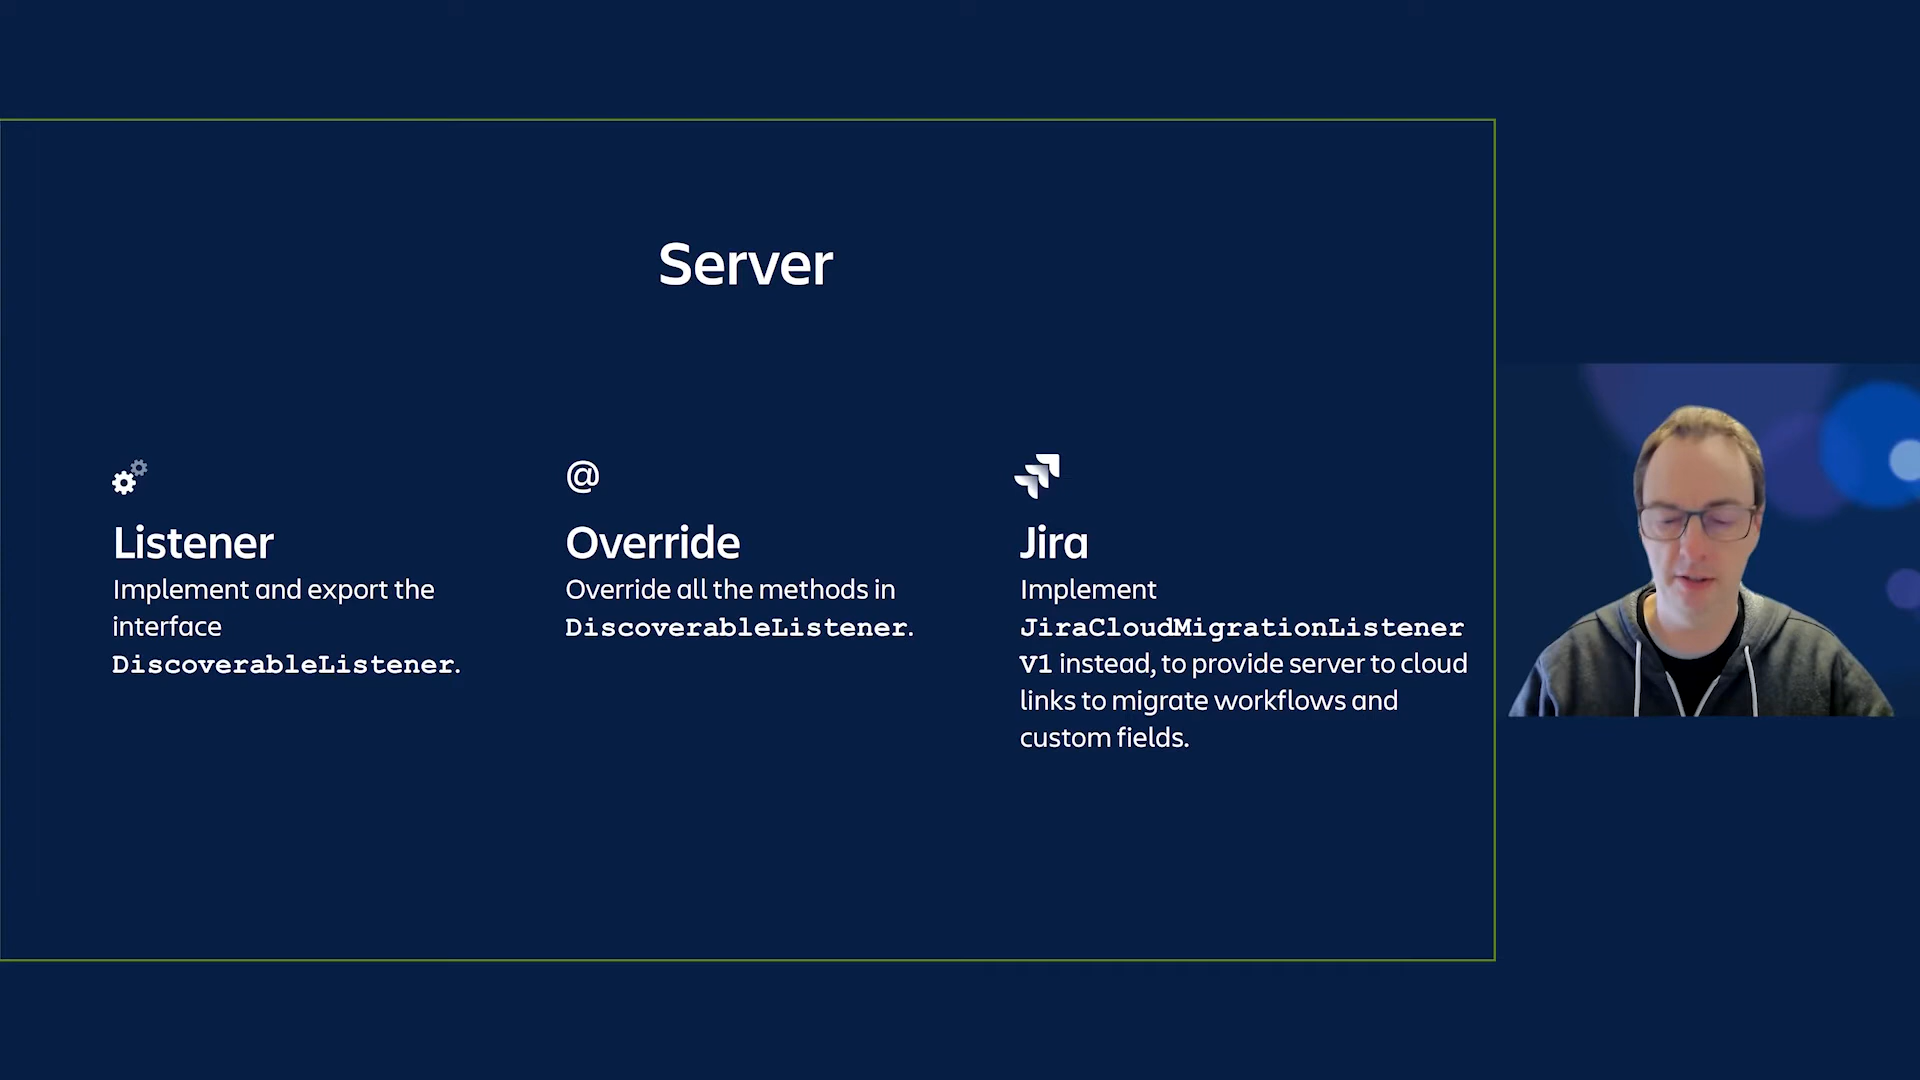 Server
@
Listener
Implement and export the
interface
DiscoverableListener.
Override
Override all the methods in
DiscoverableListener.
Jira
Implement
JiraCloudMigrationListener
V1 instead, to provide server to cloud
links to migrate workflows and
custom fields.